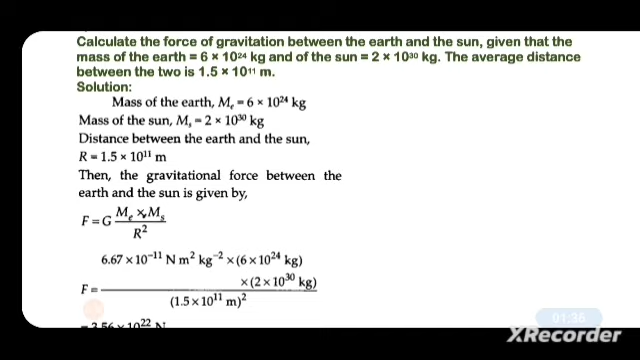 Calculate the force of gravitation between the earth and the sun, given that the
mass of the earth = 6 × 10²⁴ kg and of the sun = 2 × 10³⁰ kg. The average distance
between the two is 1.5 × 10¹¹ m.
Solution:
Mass of the earth, Mₑ = 6 × 10²⁴ kg
Mass of the sun, Mₛ = 2 × 10³⁰ kg
Distance between the earth and the sun,
R = 1.5 × 10¹¹ m
Then, the gravitational force between the
earth and the sun is given by,
F = G (Mₑ × Mₛ) / R²
6.67 × 10⁻¹¹ N m² kg⁻² × (6 × 10²⁴ kg)
× (2 × 10³⁰ kg)
F =
(1.5 × 10¹¹ m)²
= 3.56 × 10²² N
01:36
XRecorder